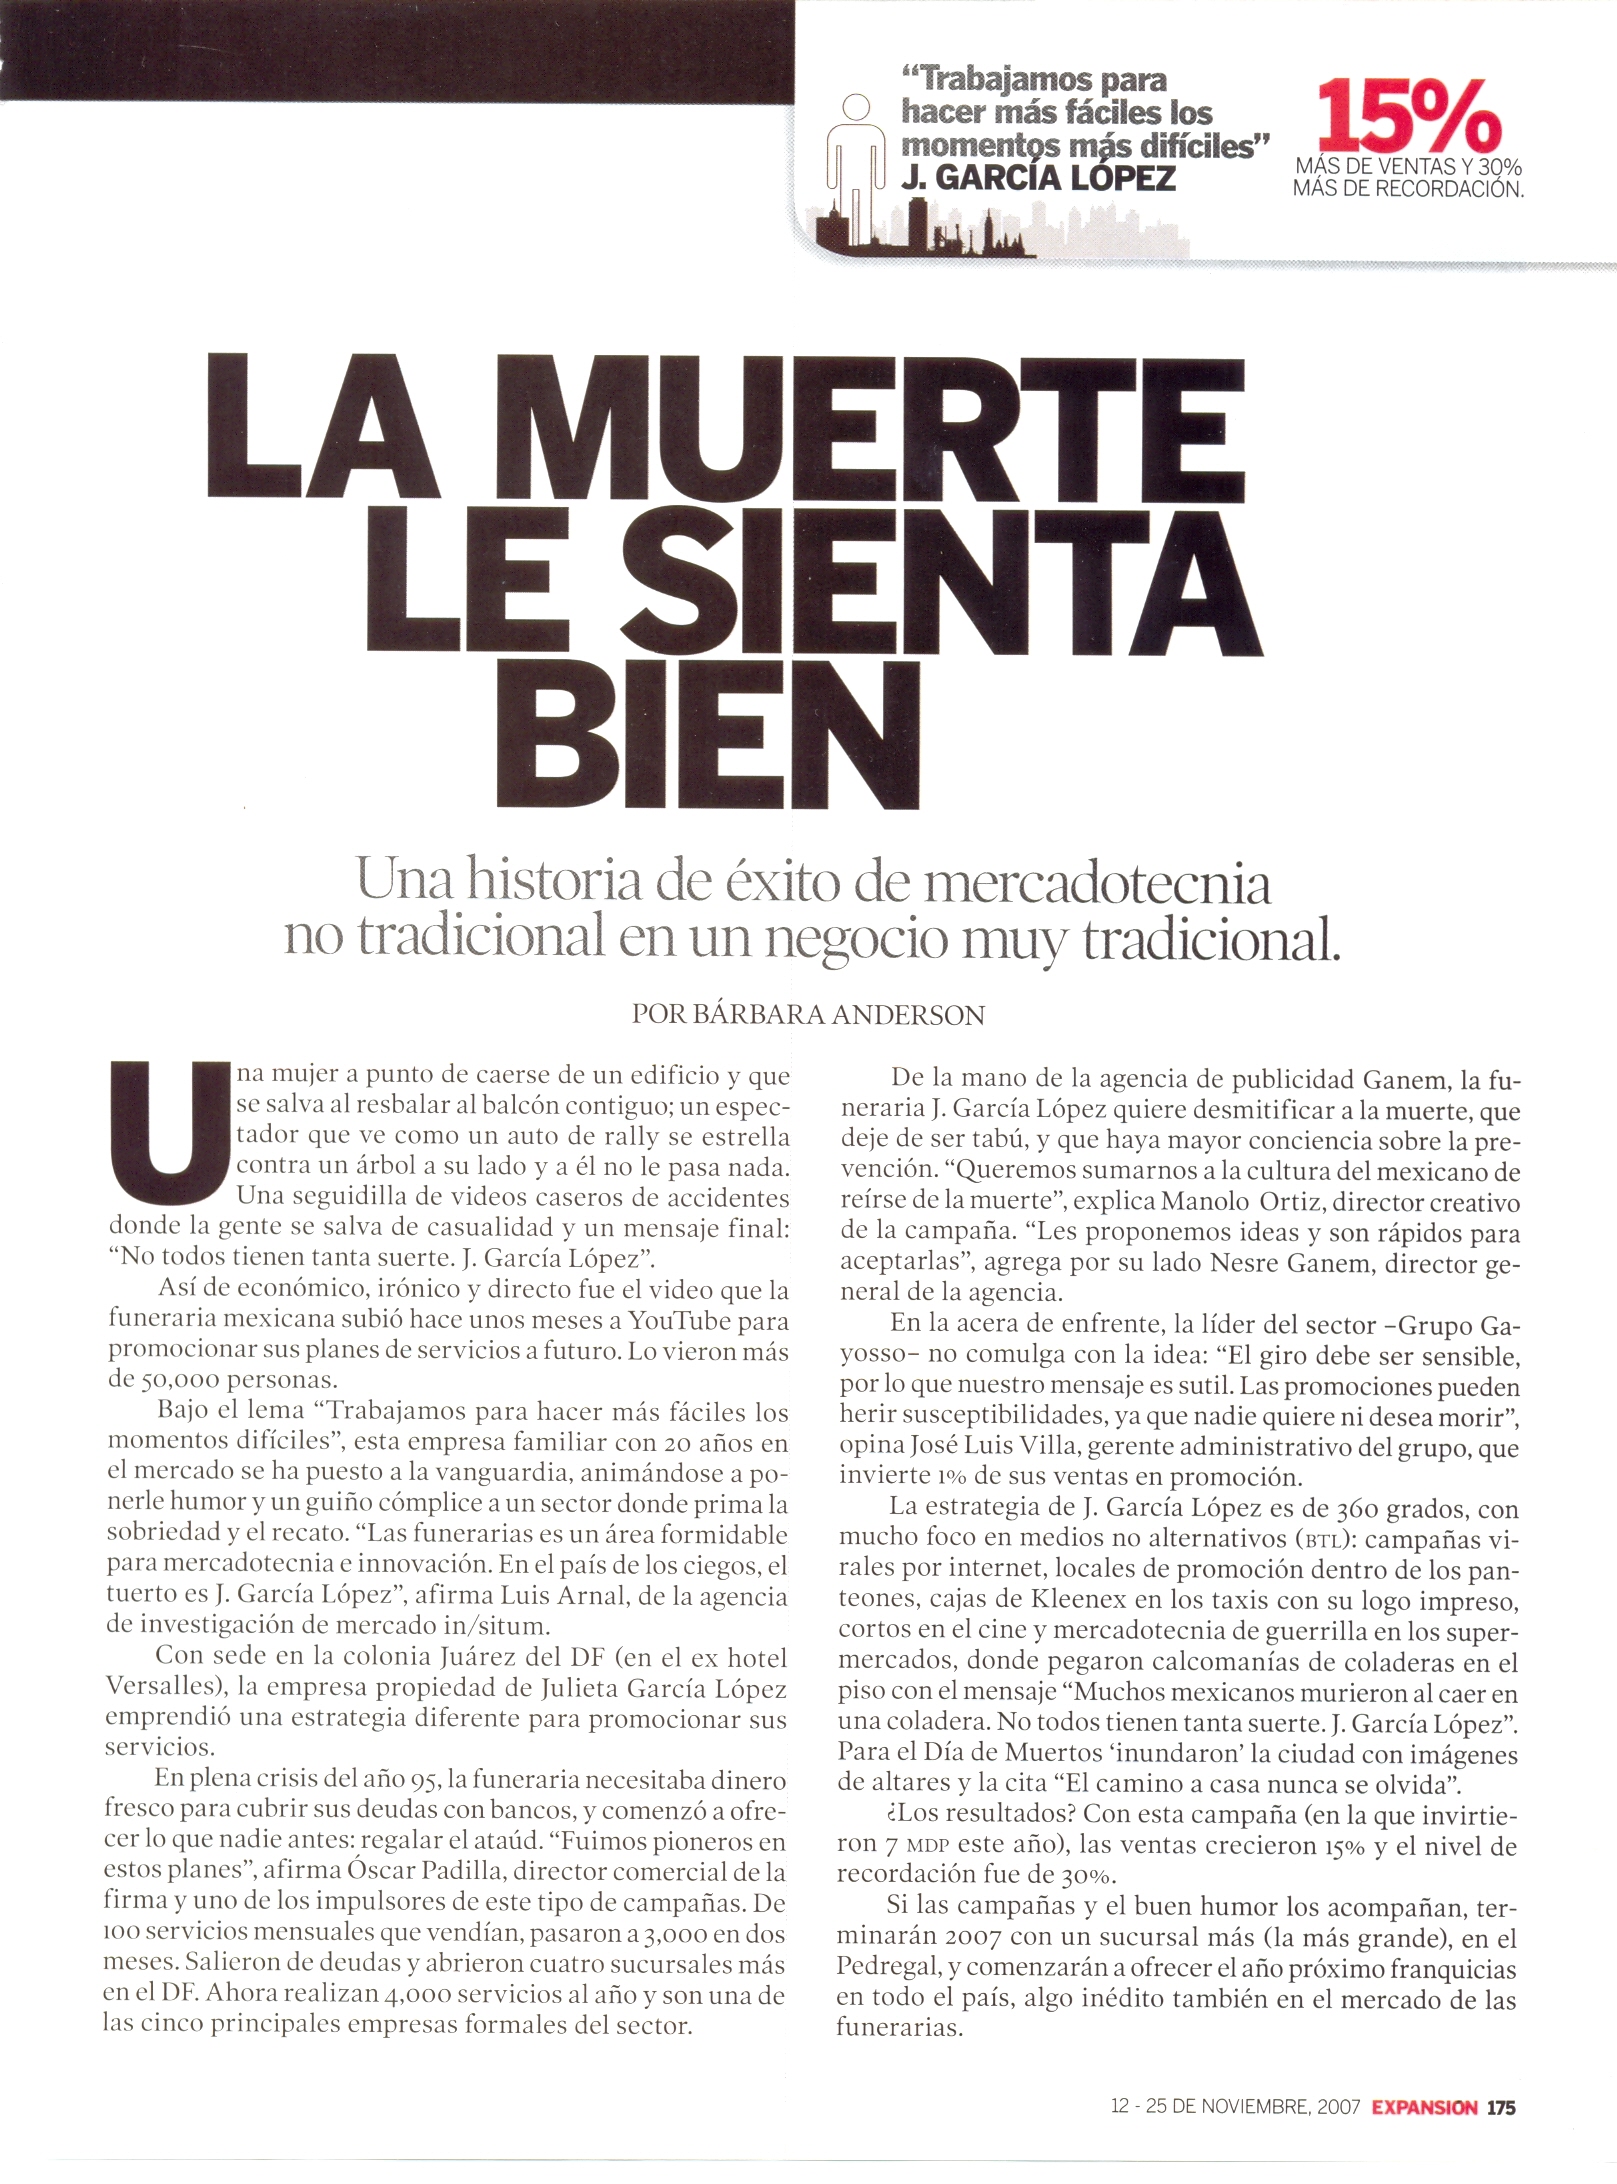 “Trabajamos para
hacer más fáciles los
momentos más difíciles”
J. GARCÍA LÓPEZ
15%
MÁS DE VENTAS Y 30%
MÁS DE RECORDACIÓN.
LA MUERTE
LE SIENTA
BIEN
Una historia de éxito de mercadotecnia
no tradicional en un negocio muy tradicional.
POR BÁRBARA ANDERSON
Una mujer a punto de caerse de un edificio y que
se salva al resbalar al balcón contiguo; un espec-
tador que ve como un auto de rally se estrella
contra un árbol a su lado y a él no le pasa nada.
Una seguidilla de videos caseros de accidentes
donde la gente se salva de casualidad y un mensaje final:
“No todos tienen tanta suerte. J. García López”.
Así de económico, irónico y directo fue el video que la
funeraria mexicana subió hace unos meses a YouTube para
promocionar sus planes de servicios a futuro. Lo vieron más
de 50,000 personas.
Bajo el lema “Trabajamos para hacer más fáciles los
momentos difíciles”, esta empresa familiar con 20 años en
el mercado se ha puesto a la vanguardia, animándose a po-
nerle humor y un guiño cómplice a un sector donde prima la
sobriedad y el recato. “Las funerarias es un área formidable
para mercadotecnia e innovación. En el país de los ciegos, el
tuerto es J. García López”, afirma Luis Arnal, de la agencia
de investigación de mercado in/situm.
Con sede en la colonia Juárez del DF (en el ex hotel
Versalles), la empresa propiedad de Julieta García López
emprendió una estrategia diferente para promocionar sus
servicios.
En plena crisis del año 95, la funeraria necesitaba dinero
fresco para cubrir sus deudas con bancos, y comenzó a ofre-
cer lo que nadie antes: regalar el ataúd. “Fuimos pioneros en
estos planes”, afirma Óscar Padilla, director comercial de la
firma y uno de los impulsores de este tipo de campañas. De
100 servicios mensuales que vendían, pasaron a 3,000 en dos
meses. Salieron de deudas y abrieron cuatro sucursales más
en el DF. Ahora realizan 4,000 servicios al año y son una de
las cinco principales empresas formales del sector.
De la mano de la agencia de publicidad Ganem, la fu-
neraria J. García López quiere desmitificar a la muerte, que
deje de ser tabú, y que haya mayor conciencia sobre la pre-
vención. “Queremos sumarnos a la cultura del mexicano de
reírse de la muerte”, explica Manolo Ortiz, director creativo
de la campaña. “Les proponemos ideas y son rápidos para
aceptarlas”, agrega por su lado Nesre Ganem, director ge-
neral de la agencia.
En la acera de enfrente, la líder del sector –Grupo Ga-
yosso– no comulga con la idea: “El giro debe ser sensible,
por lo que nuestro mensaje es sutil. Las promociones pueden
herir susceptibilidades, ya que nadie quiere ni desea morir”,
opina José Luis Villa, gerente administrativo del grupo, que
invierte 1% de sus ventas en promoción.
La estrategia de J. García López es de 360 grados, con
mucho foco en medios no alternativos (BTL): campañas vi-
rales por internet, locales de promoción dentro de los pan-
teones, cajas de Kleenex en los taxis con su logo impreso,
cortos en el cine y mercadotecnia de guerrilla en los super-
mercados, donde pegaron calcomanías de coladeras en el
piso con el mensaje “Muchos mexicanos murieron al caer en
una coladera. No todos tienen tanta suerte. J. García López”.
Para el Día de Muertos ‘inundaron’ la ciudad con imágenes
de altares y la cita “El camino a casa nunca se olvida”.
¿Los resultados? Con esta campaña (en la que invirtie-
ron 7 MDP este año), las ventas crecieron 15% y el nivel de
recordación fue de 30%.
Si las campañas y el buen humor los acompañan, ter-
minarán 2007 con un sucursal más (la más grande), en el
Pedregal, y comenzarán a ofrecer el año próximo franquicias
en todo el país, algo inédito también en el mercado de las
funerarias.
12 - 25 DE NOVIEMBRE, 2007 EXPANSIÓN 175